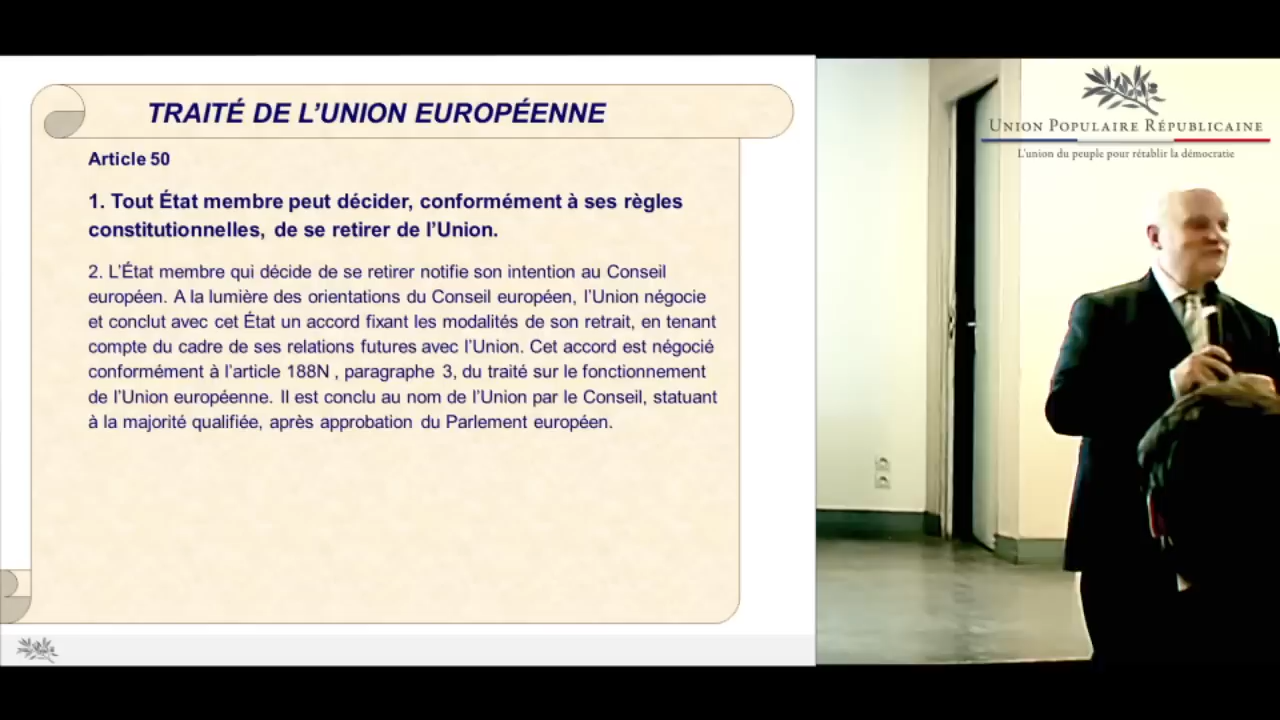 TRAITÉ DE L'UNION EUROPÉENNE
Article 50
1. Tout État membre peut décider, conformément à ses règles
constitutionnelles, de se retirer de l'Union.
2. L'État membre qui décide de se retirer notifie son intention au Conseil
européen. A la lumière des orientations du Conseil européen, l'Union négocie
et conclut avec cet État un accord fixant les modalités de son retrait, en tenant
compte du cadre de ses relations futures avec l'Union. Cet accord est négocié
conformément à l'article 188N , paragraphe 3, du traité sur le fonctionnement
de l'Union européenne. Il est conclu au nom de l'Union par le Conseil, statuant
à la majorité qualifiée, après approbation du Parlement européen.
UNION POPULAIRE RÉPUBLICAINE
L'union du peuple pour rétablir la démocratie